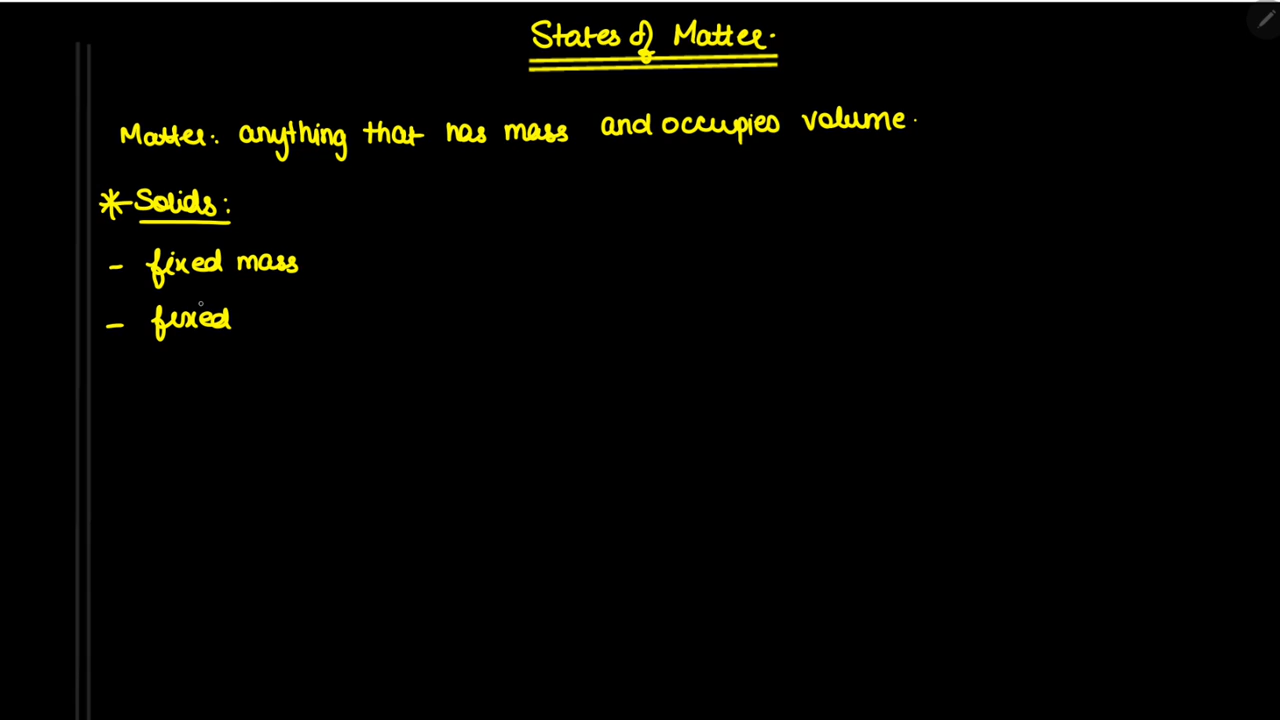 States of Matter.
Matter: anything that has mass and occupies volume.
* Solids:
- fixed mass
- fixed